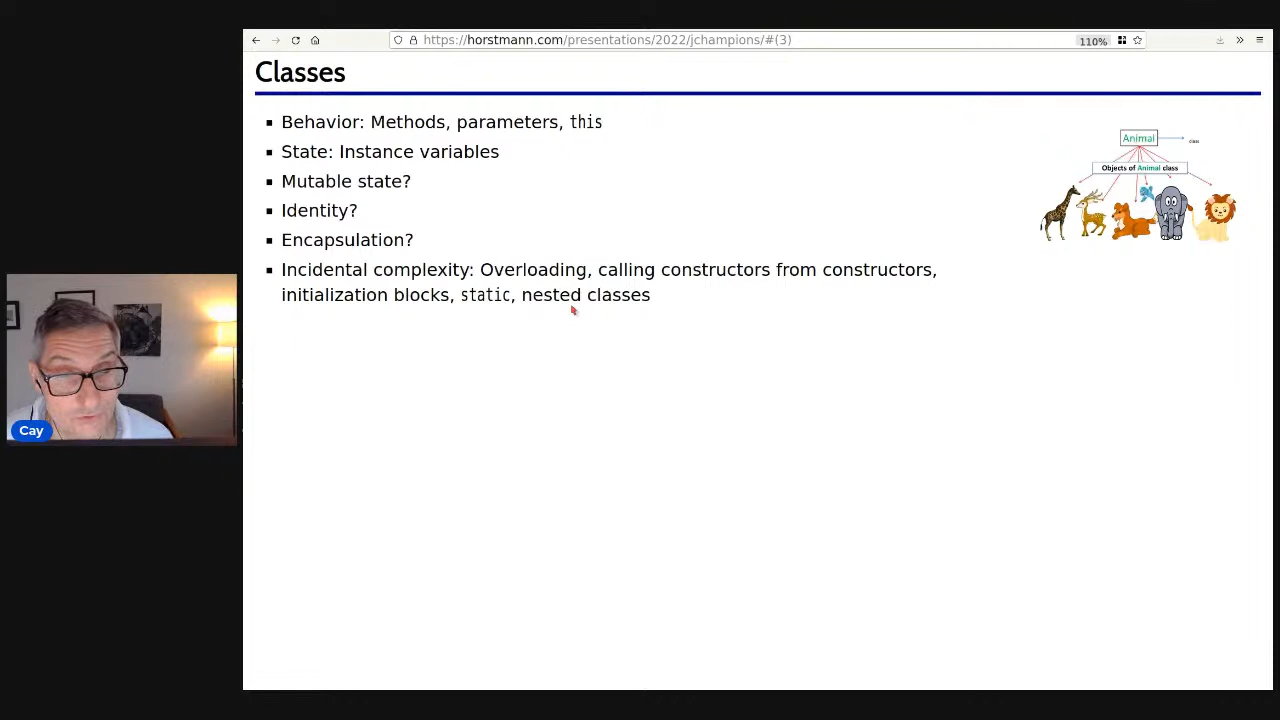 https://horstmann.com/presentations/2022/jchampions/#(3)
110%
Classes
Behavior: Methods, parameters, this
State: Instance variables
Mutable state?
Identity?
Encapsulation?
Incidental complexity: Overloading, calling constructors from constructors,
initialization blocks, static, nested classes
Animal
class
Objects of Animal class
Cay